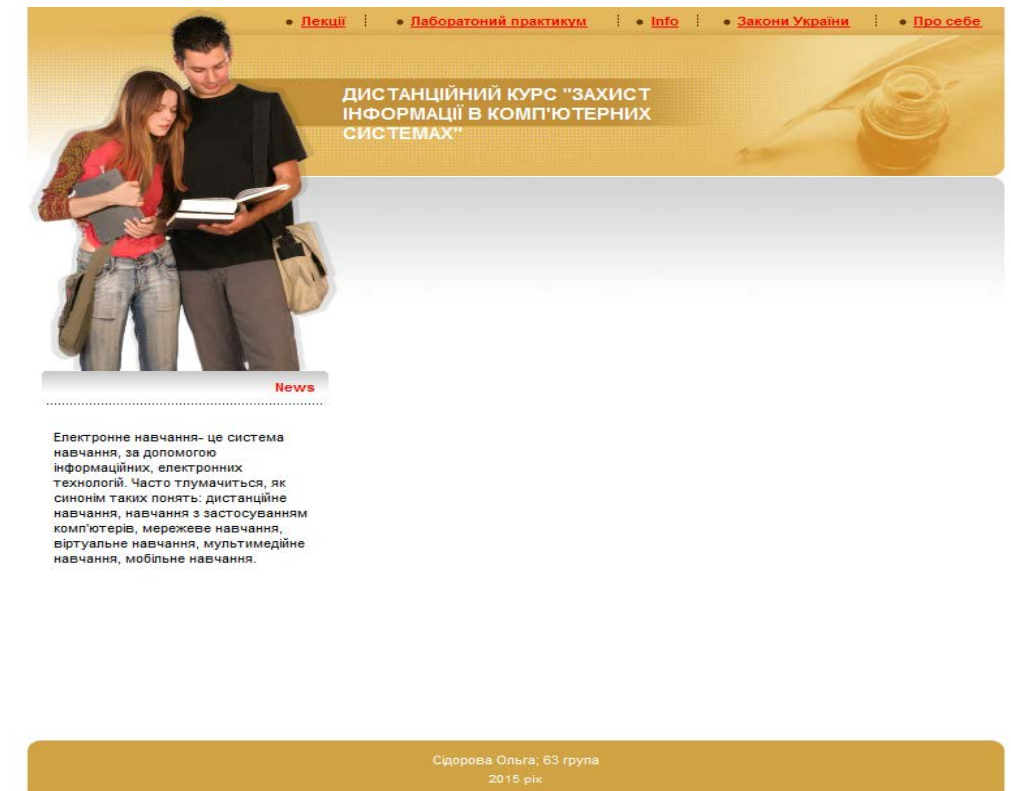 Лекції
Лаборатоний практикум
Info
Закони України
Про себе
ДИСТАНЦІЙНИЙ КУРС "ЗАХИСТ
ІНФОРМАЦІЇ В КОМП'ЮТЕРНИХ
СИСТЕМАХ"
News
Електронне навчання- це система
навчання, за допомогою
інформаційних, електронних
технологій. Часто тлумачиться, як
синонім таких понять: дистанційне
навчання, навчання з застосуванням
комп'ютерів, мережеве навчання,
віртуальне навчання, мультимедійне
навчання, мобільне навчання.
Сідорова Ольга; 63 група
2015 рік